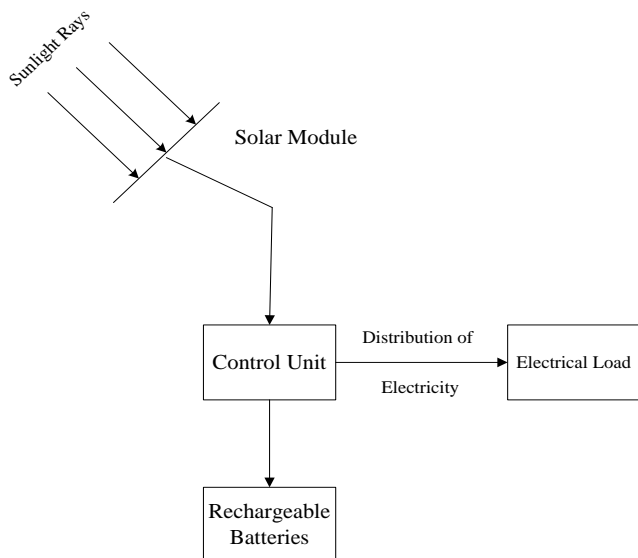 Sunlight Rays
Solar Module
Control Unit
Distribution of
Electricity
Electrical Load
Rechargeable
Batteries